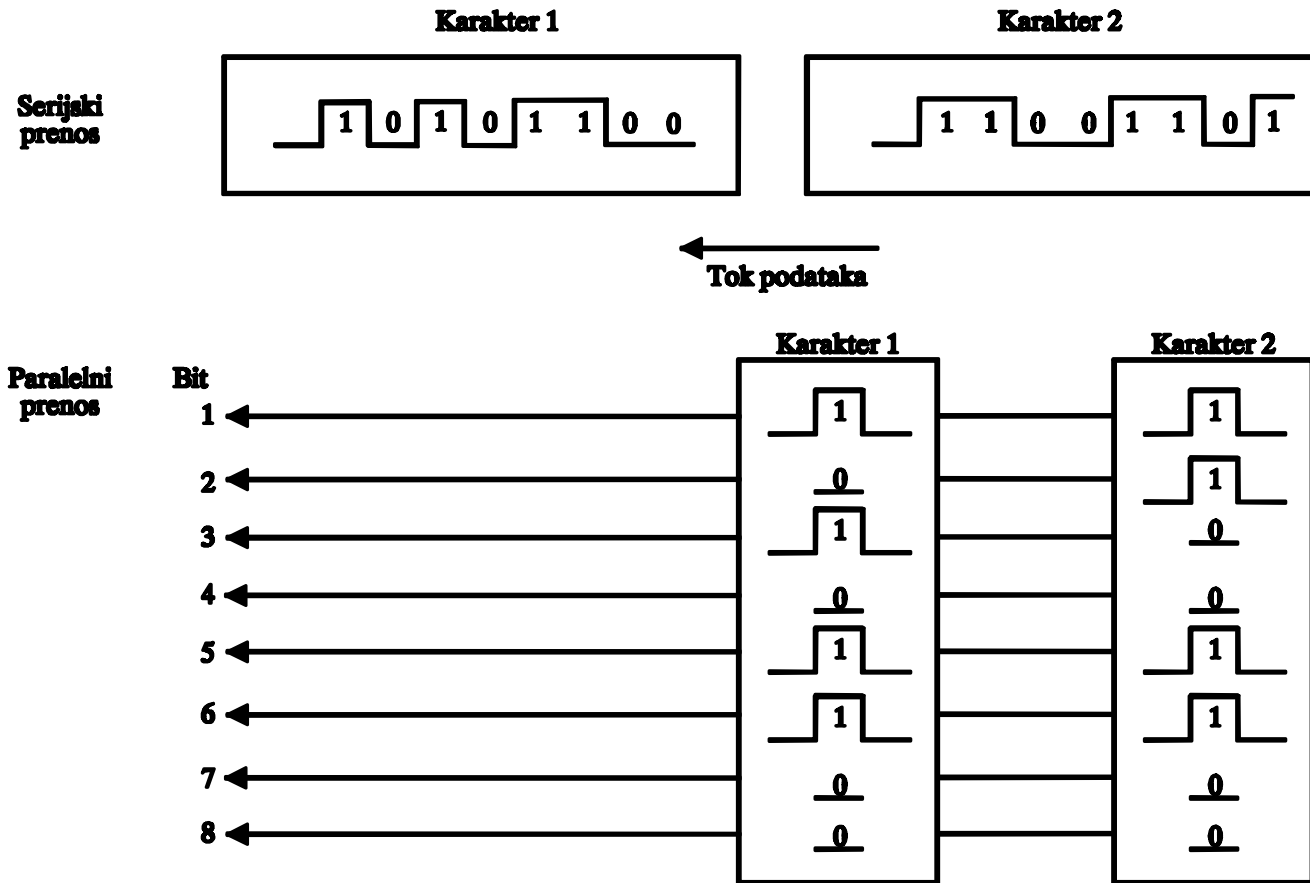 Karakter 1 Karakter 2
Serijski
prenos
1 0 1 0 1 1 0 0 1 1 0 0 1 1 0 1
Tok podataka
Karakter 1 Karakter 2
Paralelni
prenos
Bit
1 1 1
2 0 1
3 1 0
4 0 0
5 1 1
6 1 1
7 0 0
8 0 0